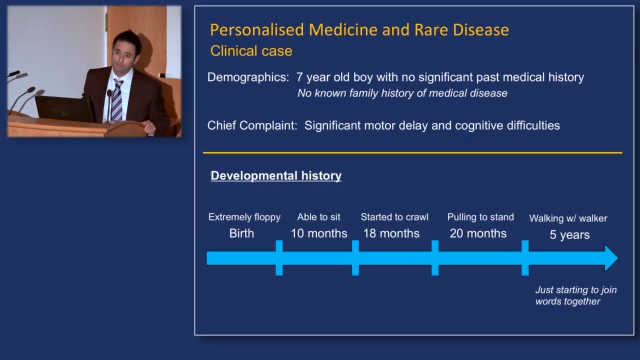 Personalised Medicine and Rare Disease
Clinical case
Demographics: 7 year old boy with no significant past medical history
No known family history of medical disease
Chief Complaint: Significant motor delay and cognitive difficulties
Developmental history
Extremely floppy Able to sit Started to crawl Pulling to stand Walking w/ walker
Birth 10 months 18 months 20 months 5 years
Just starting to join
words together